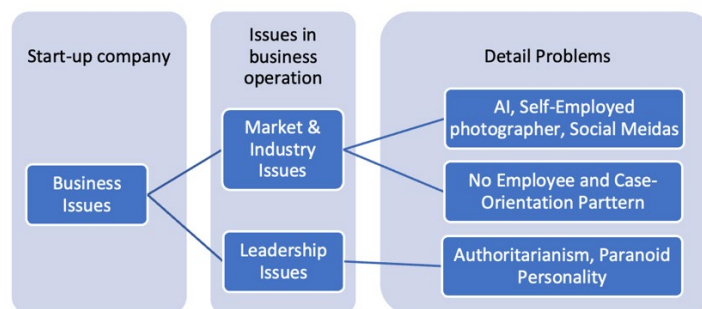 Start-up company
Issues in
business
operation
Detail Problems
Business
Issues
Market &
Industry
Issues
Leadership
Issues
AI, Self-Employed
photographer, Social Meidas
No Employee and Case-
Orientation Parttern
Authoritarianism, Paranoid
Personality